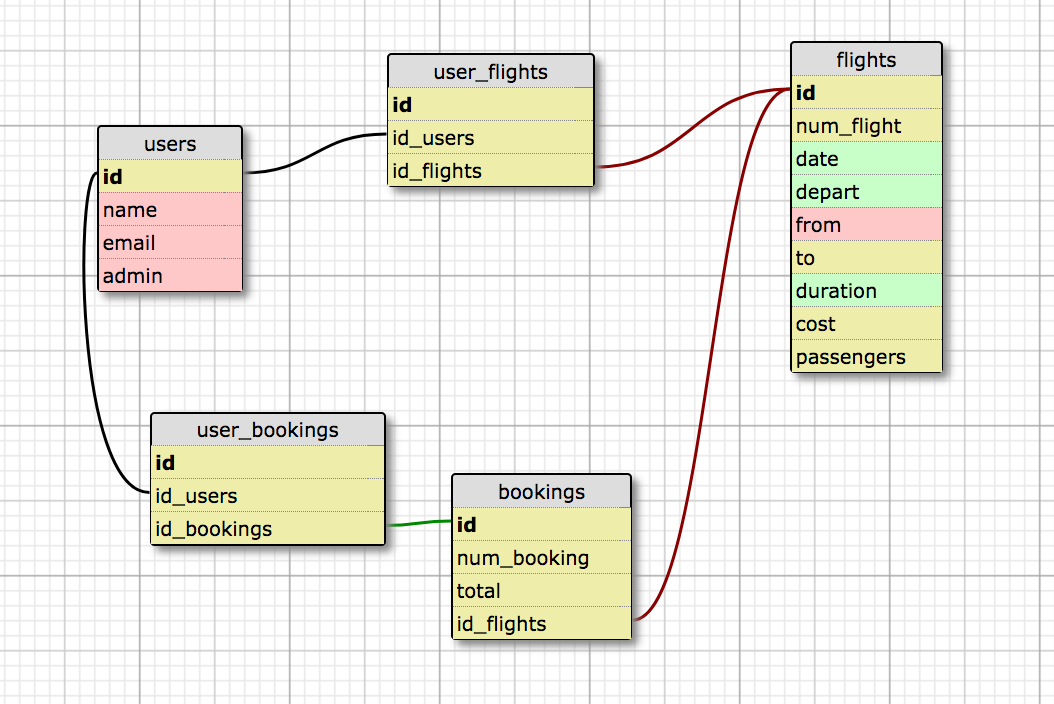 users
id
name
email
admin
user_flights
id
id_users
id_flights
flights
id
num_flight
date
depart
from
to
duration
cost
passengers
user_bookings
id
id_users
id_bookings
bookings
id
num_booking
total
id_flights